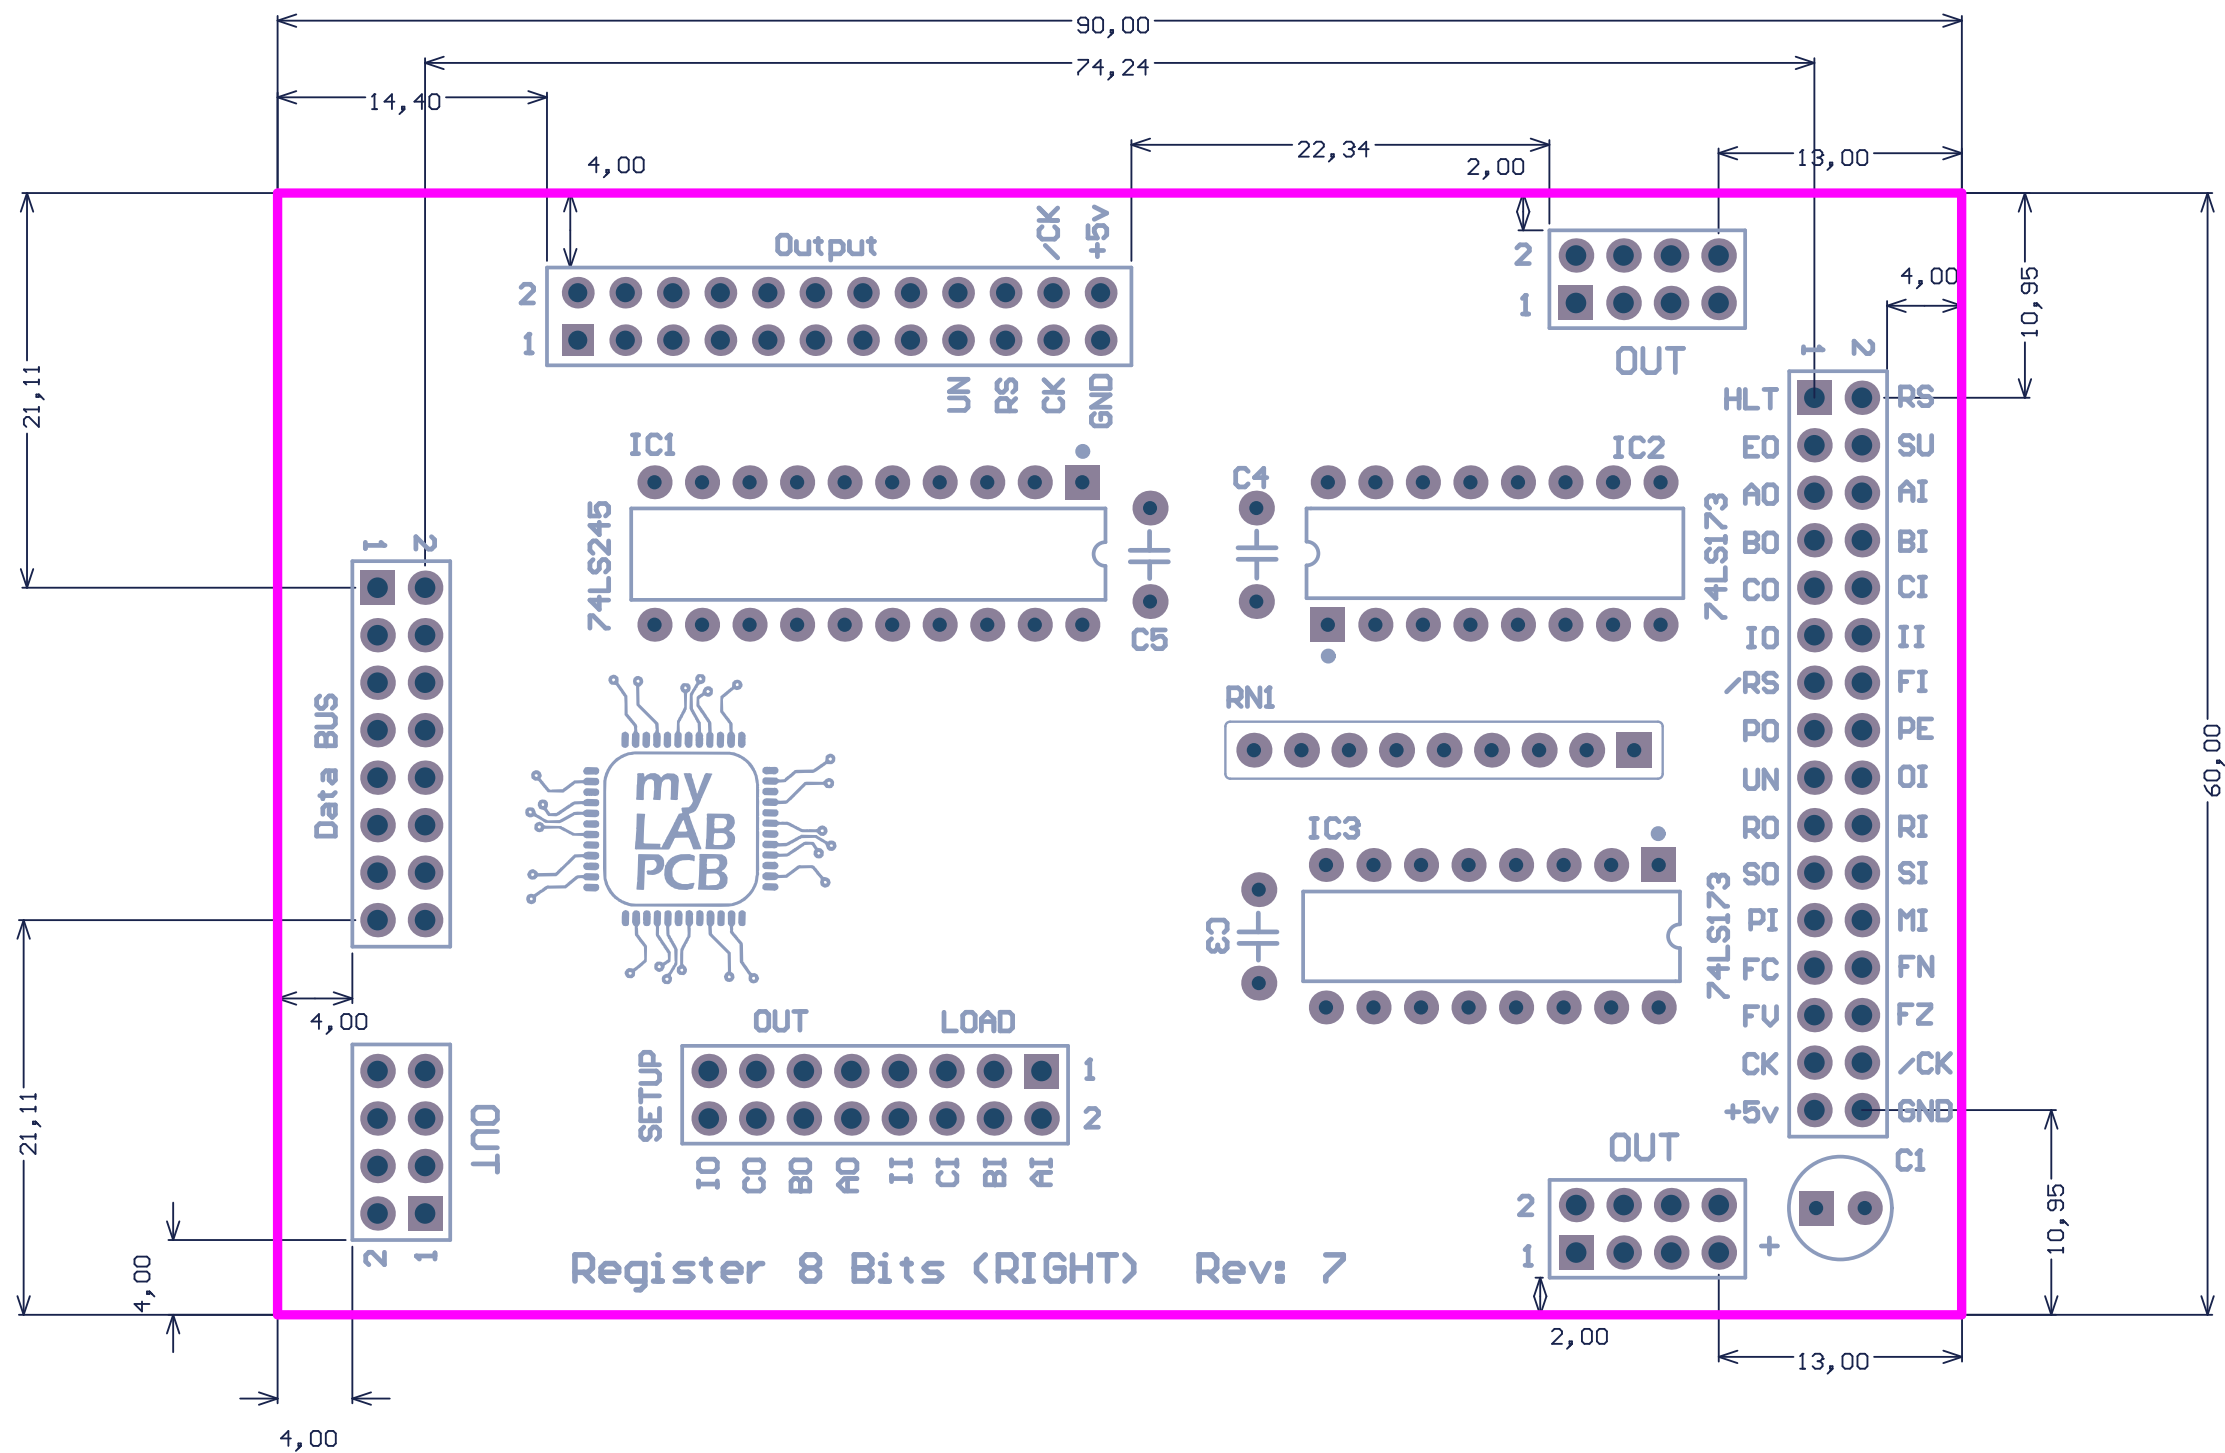 90,00
74,24
14,40
22,34
4,00
2,00
13,00
/CK
+5v
Output
2
1
UN
RS
CK
GND
2
1
OUT
4,00
10,95
21,11
1
2
HLT RS
EO SU
AO AI
BO BI
CO CI
IO II
/RS FI
PO PE
UN OI
RO RI
SO SI
PI MI
FC FN
FV FZ
CK /CK
+5v GND
IC1
74LS245
C5
C4
IC2
74LS173
RN1
IC3
74LS173
C3
1
2
Data BUS
my
LAB
PCB
60,00
21,11
4,00
OUT
2
1
4,00
4,00
OUT LOAD
SETUP
1
2
IO
CO
BO
AO
II
CI
BI
AI
OUT
2
1
+
C1
10,95
Register 8 Bits (RIGHT) Rev: 7
2,00
13,00